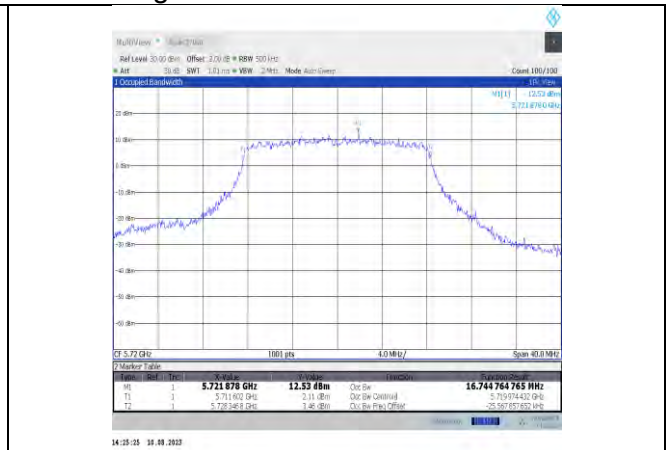 MultiView
Ref Level 30.00 dBm Offset 2.00 dB RBW 500 kHz
Att 30 dB SWT 1.01 ms VBW 2 MHz Mode Auto Sweep Count 100/100
1 Occupied Bandwidth
M1[1] 12.53 dBm
5.721 878 0 GHz
20 dBm
10 dBm
0 dBm
-10 dBm
-20 dBm
-30 dBm
-40 dBm
-50 dBm
-60 dBm
CF 5.72 GHz 1001 pts 4.0 MHz/ Span 40.0 MHz
2 Marker Table
Type Ref Trc X-Value Y-Value Function Function Result
M1 1 5.721 878 GHz 12.53 dBm Occ Bw 16.744 764 765 MHz
T1 1 5.711 602 GHz 2.11 dBm Occ Bw Centroid 5.719 974 432 GHz
T2 1 5.728 346 8 GHz 3.46 dBm Occ Bw Freq Offset -25.567 857 652 kHz
14:25:25 10.08.2023